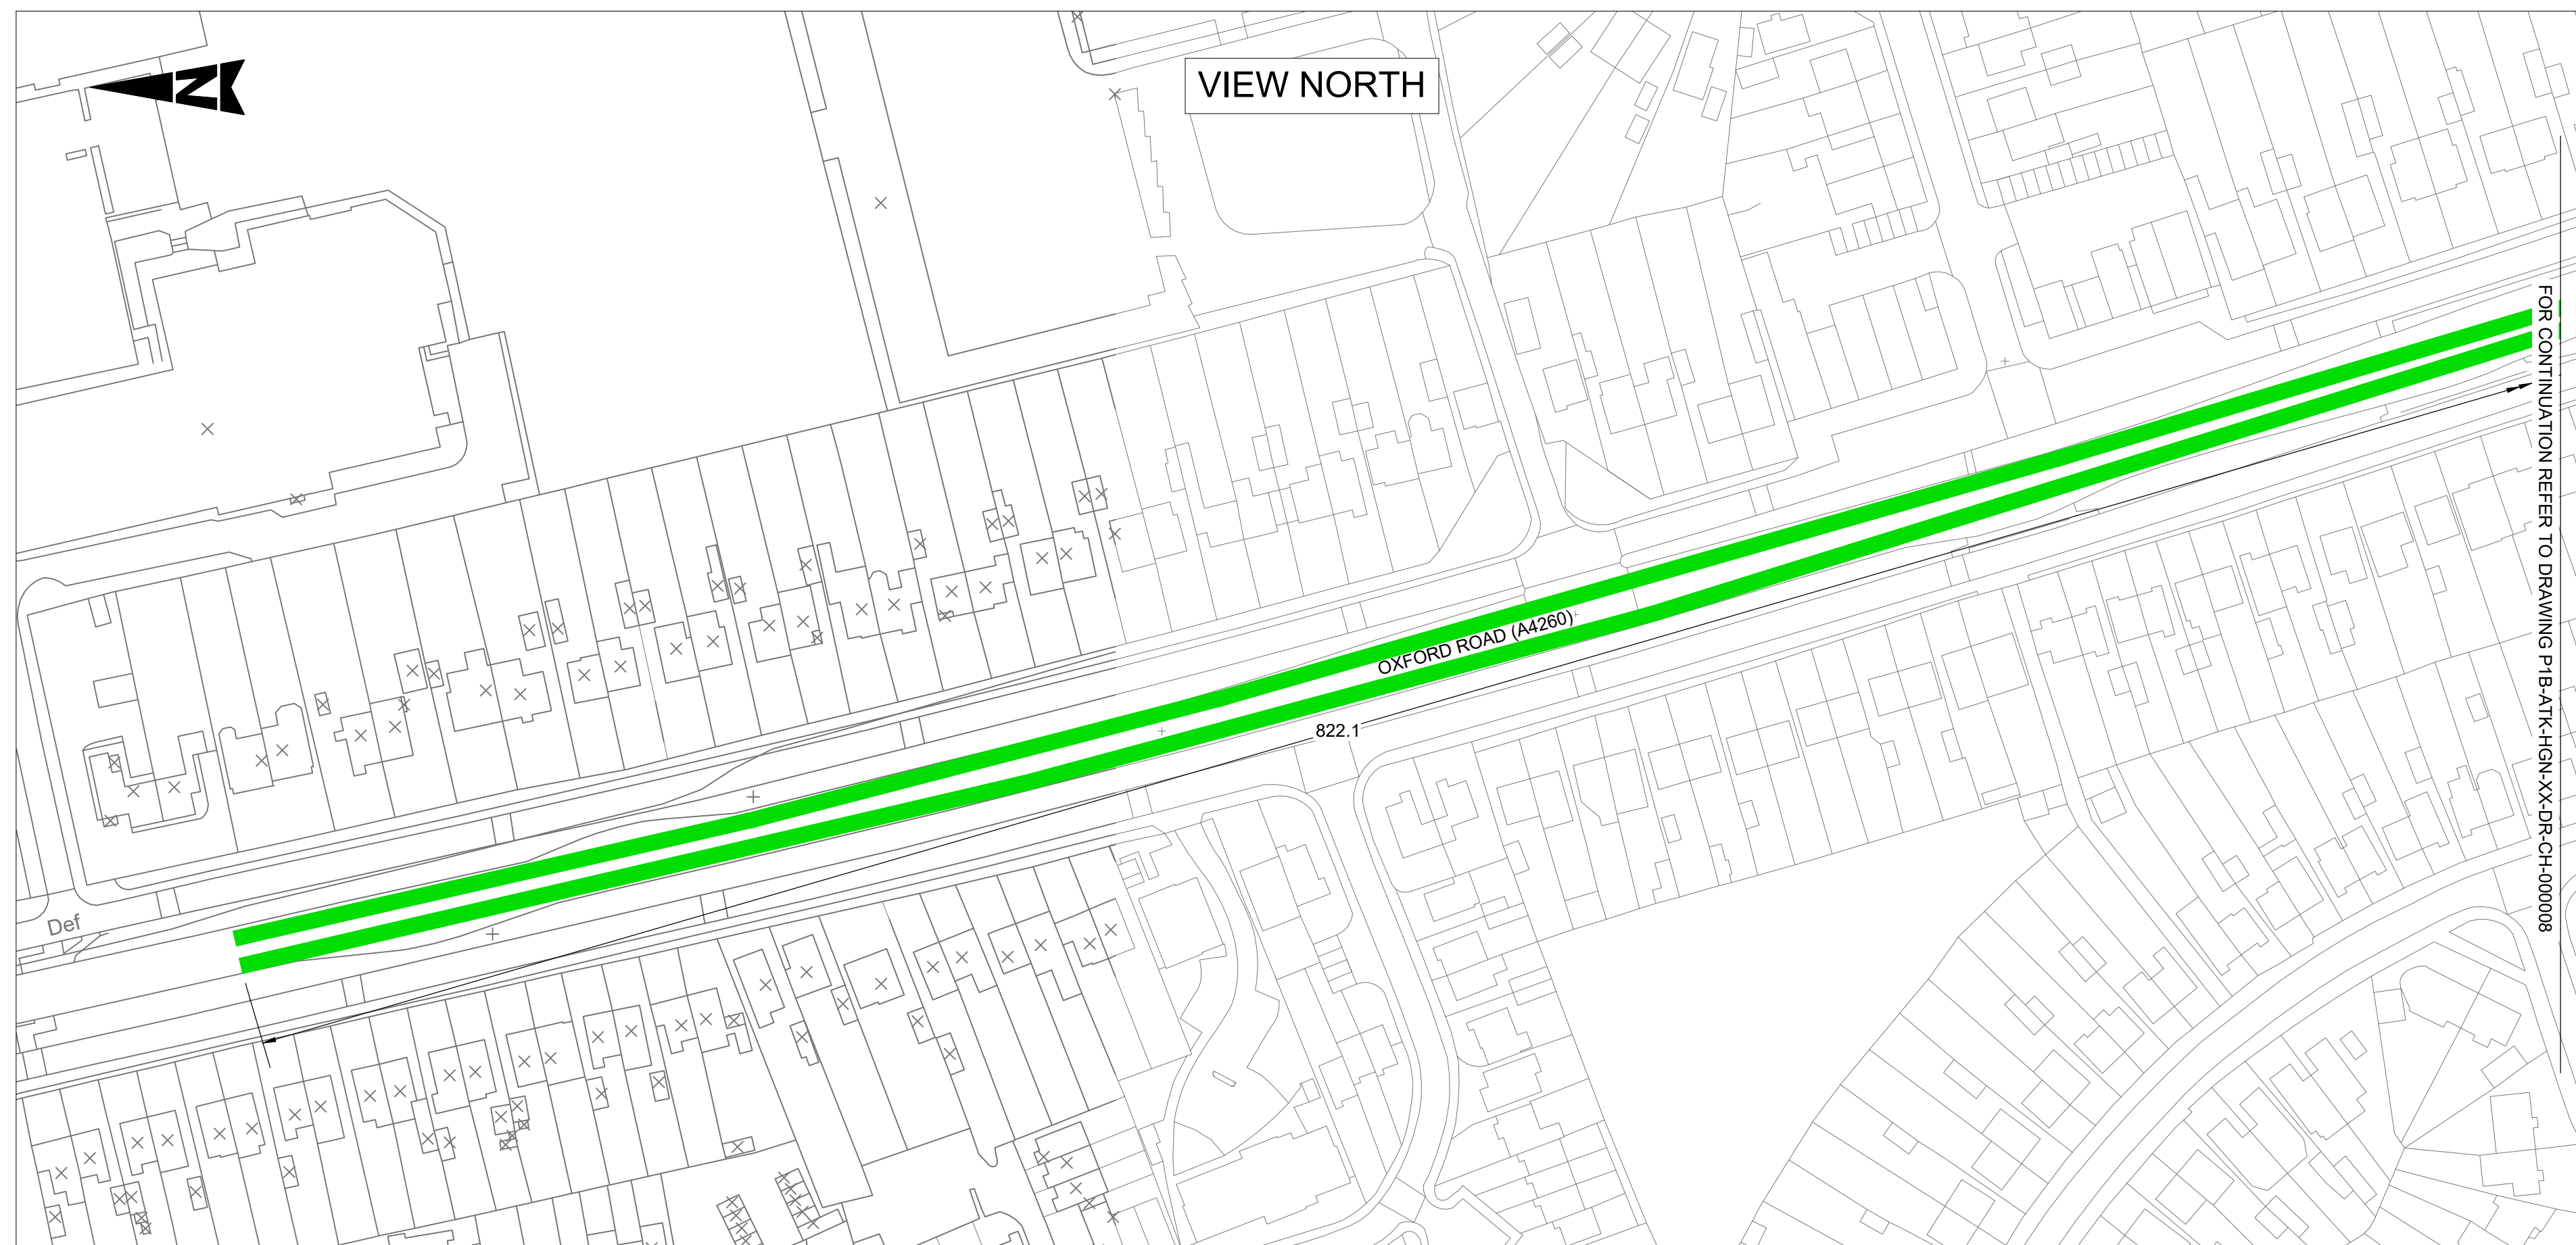 N
VIEW NORTH
OXFORD ROAD (A4260)
822.1
Def
FOR CONTINUATION REFER TO DRAWING P1B-ATK-HGN-XX-DR-CH-000008